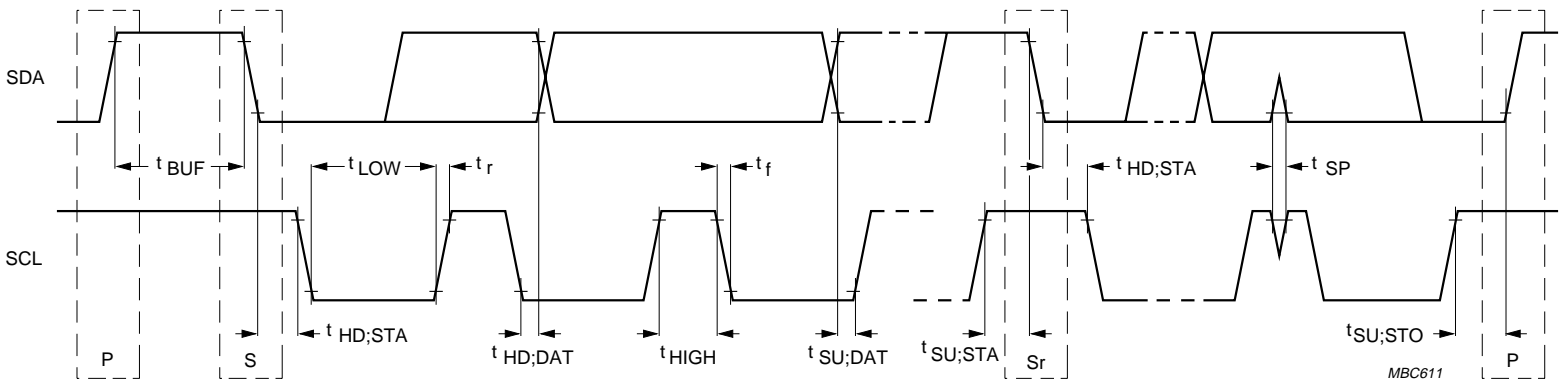 SDA
t BUF
t LOW
t r
t f
t HD;STA
t SP
SCL
t HD;STA
t HD;DAT
t HIGH
t SU;DAT
t SU;STA
t SU;STO
P
S
Sr
P
MBC611